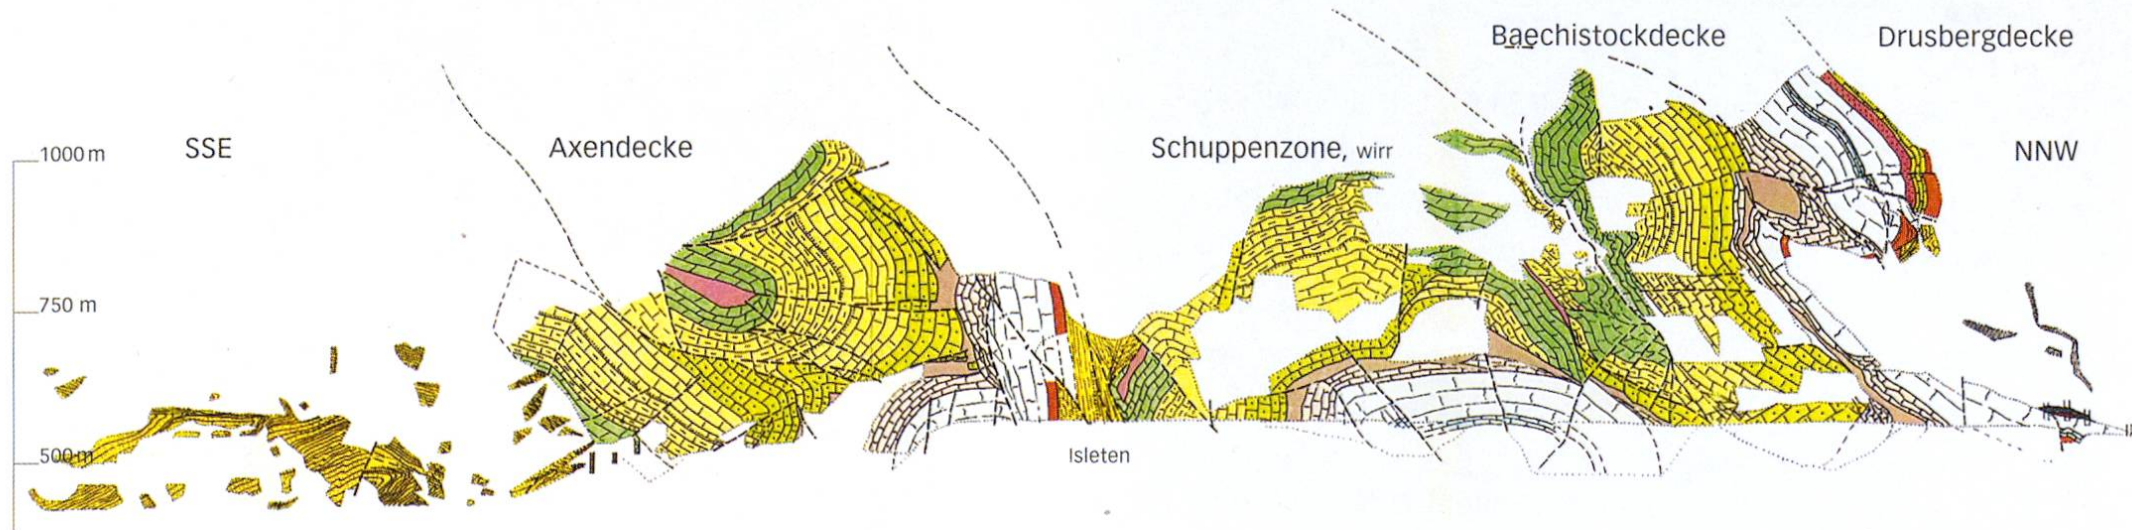 Baechistockdecke
Drusbergdecke
1000 m
SSE
Axendecke
Schuppenzone, wirr
NNW
750 m
500 m
Isleten